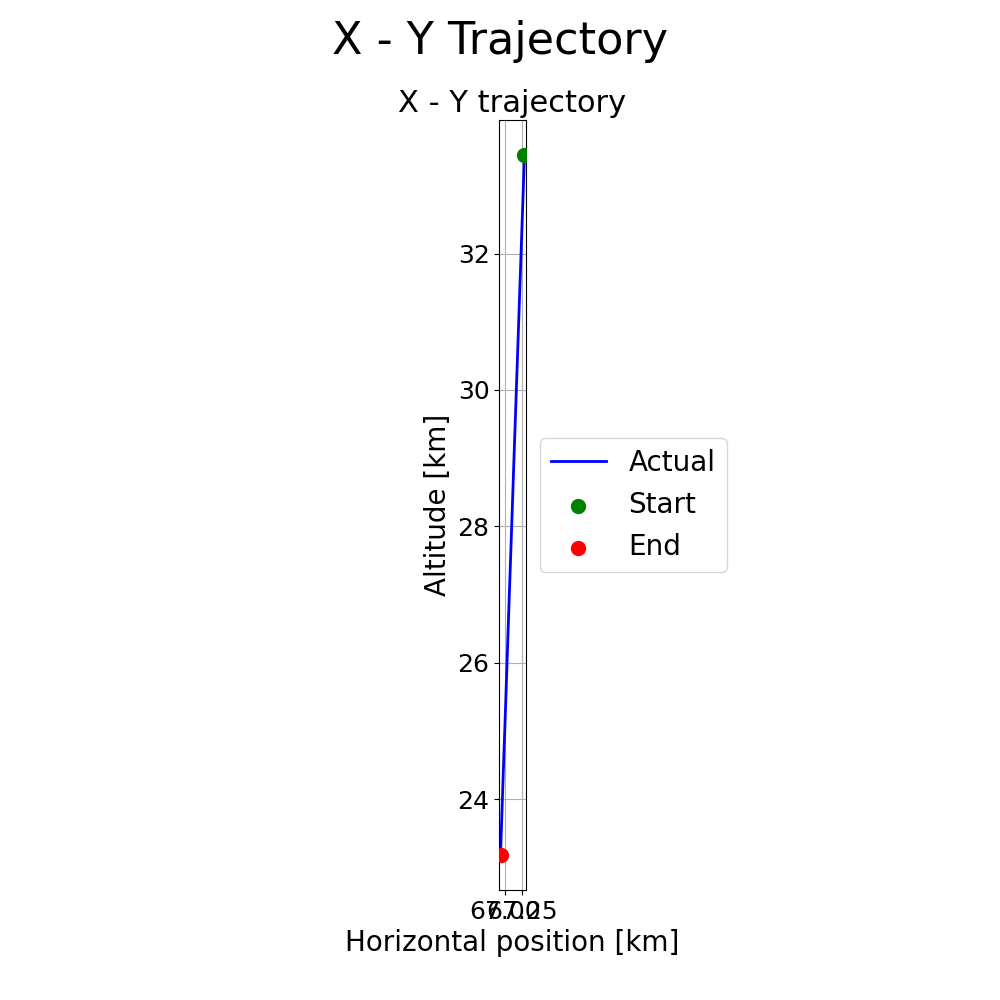 X - Y Trajectory
X - Y trajectory
32
30
28
26
24
Altitude [km]
Actual
Start
End
Horizontal position [km]